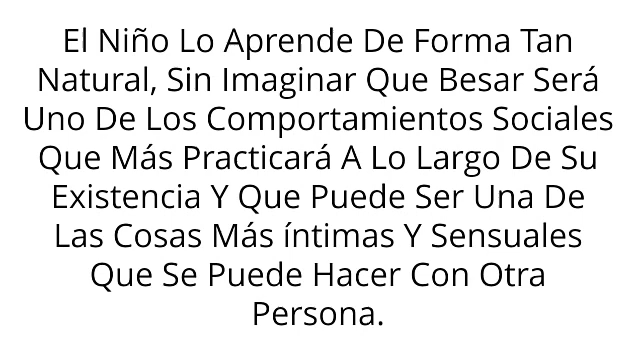 El Niño Lo Aprende De Forma Tan
Natural, Sin Imaginar Que Besar Será
Uno De Los Comportamientos Sociales
Que Más Practicará A Lo Largo De Su
Existencia Y Que Puede Ser Una De
Las Cosas Más íntimas Y Sensuales
Que Se Puede Hacer Con Otra
Persona.